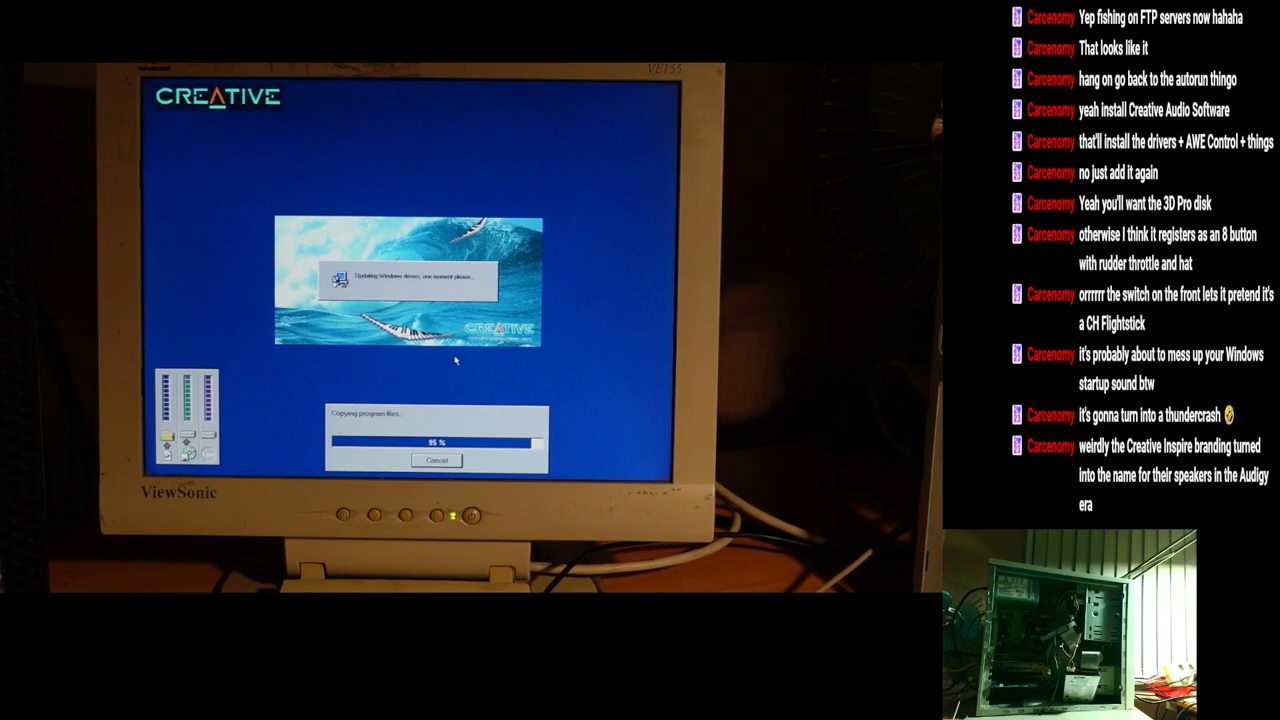 VE155
CREATIVE
Updating Windows drivers, one moment please...
CREATIVE
Copying program files...
95 %
Cancel
ViewSonic
Carcenomy Yep fishing on FTP servers now hahaha
Carcenomy That looks like it
Carcenomy hang on go back to the autorun thingo
Carcenomy yeah install Creative Audio Software
Carcenomy that'll install the drivers + AWE Control + things
Carcenomy no just add it again
Carcenomy Yeah you'll want the 3D Pro disk
Carcenomy otherwise I think it registers as an 8 button
with rudder throttle and hat
Carcenomy orrrrrr the switch on the front lets it pretend it's
a CH Flightstick
Carcenomy it's probably about to mess up your Windows
startup sound btw
Carcenomy it's gonna turn into a thundercrash 🤣
Carcenomy weirdly the Creative Inspire branding turned
into the name for their speakers in the Audigy
era